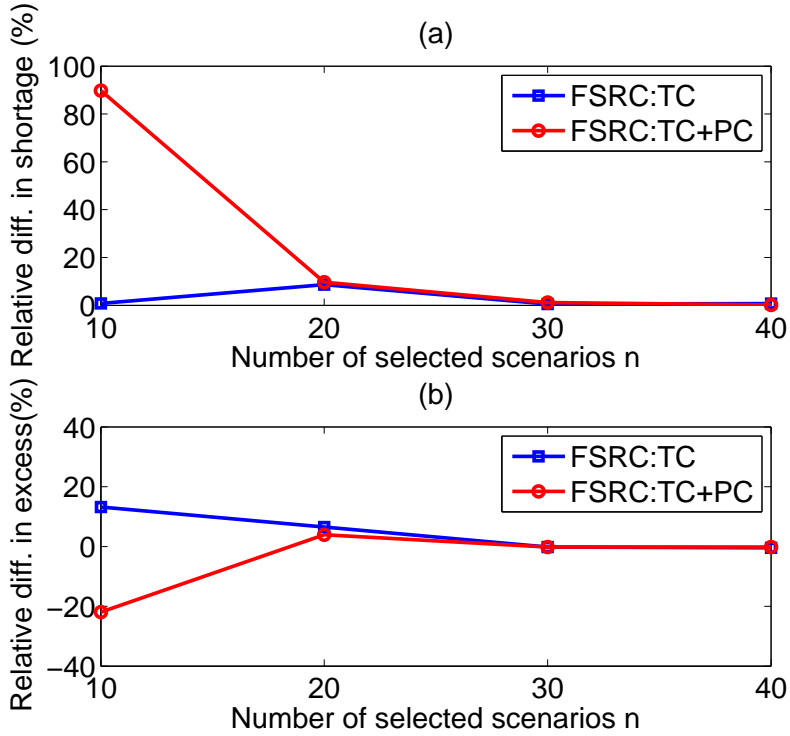 (a)
Relative diff. in shortage (%)
100
80
60
40
20
0
FSRC:TC
FSRC:TC+PC
10 20 30 40
Number of selected scenarios n
(b)
Relative diff. in excess(%)
40
20
0
−20
−40
FSRC:TC
FSRC:TC+PC
10 20 30 40
Number of selected scenarios n